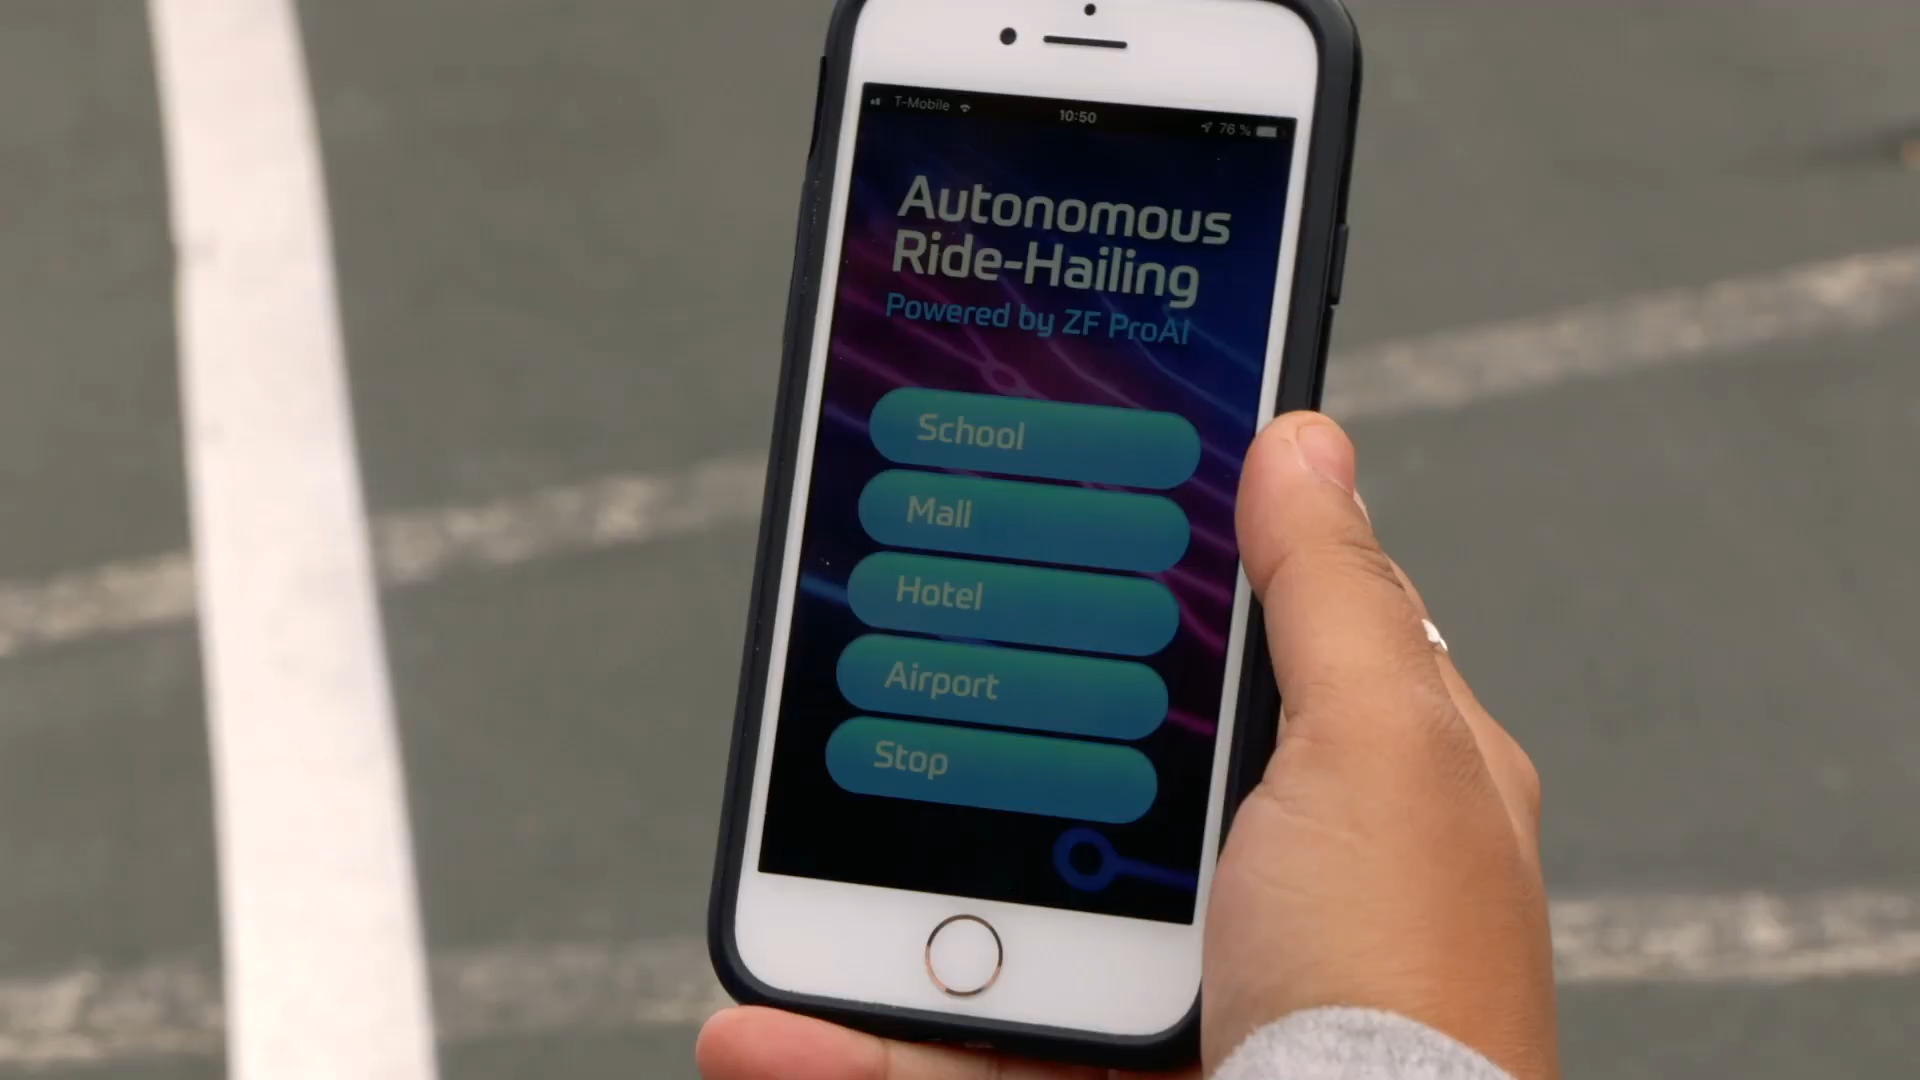 T-Mobile 10:50 76 %
Autonomous
Ride-Hailing
Powered by ZF ProAI
School
Mall
Hotel
Airport
Stop